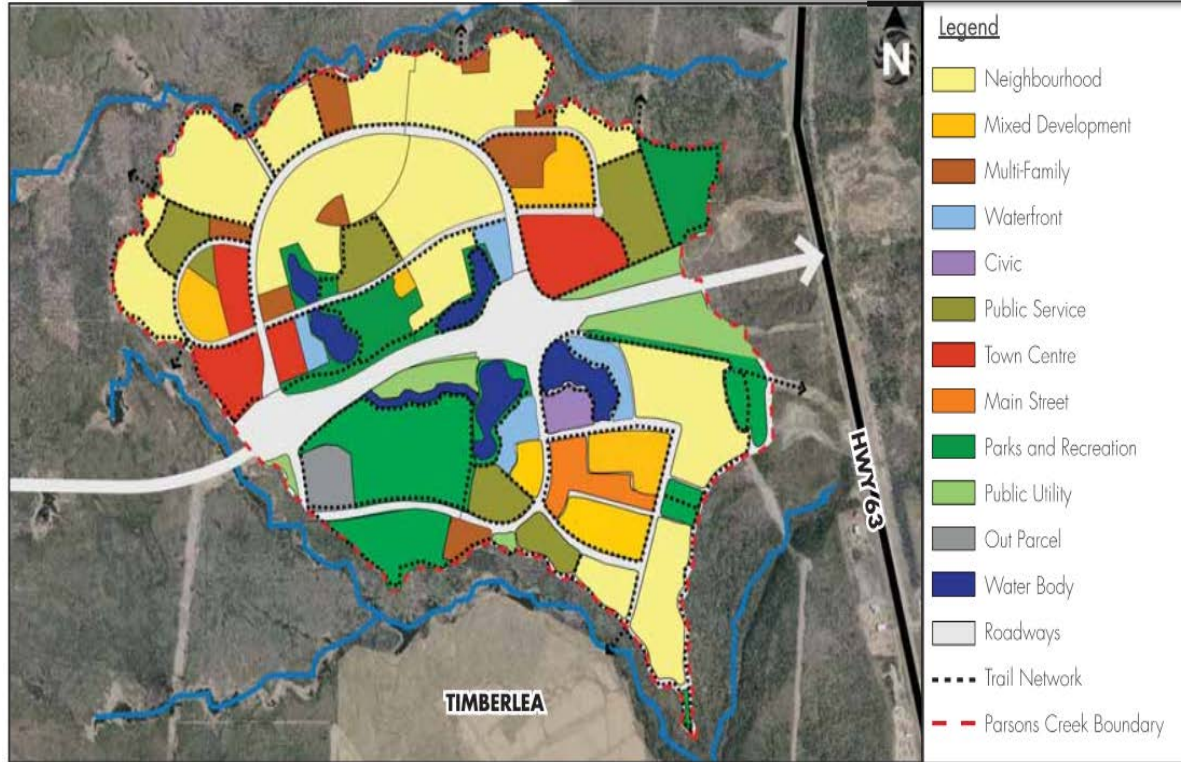 N
HWY 63
TIMBERLEA
Legend
Neighbourhood
Mixed Development
Multi-Family
Waterfront
Civic
Public Service
Town Centre
Main Street
Parks and Recreation
Public Utility
Out Parcel
Water Body
Roadways
Trail Network
Parsons Creek Boundary